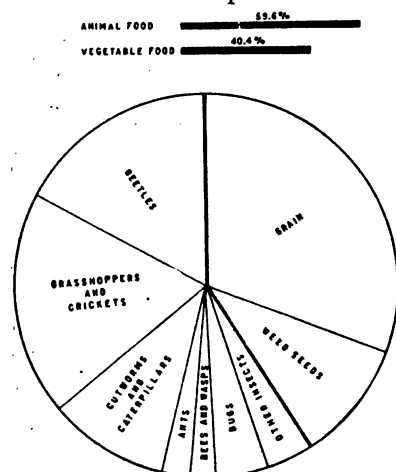 59.6%
ANIMAL FOOD
40.4%
VEGETABLE FOOD
BEETLES
GRAIN
GRASSHOPPERS
AND
CRICKETS
WEED SEEDS
CUTWORMS
AND
CATERPILLARS
ANTS
BEES AND WASPS
BUGS
OTHER INSECTS